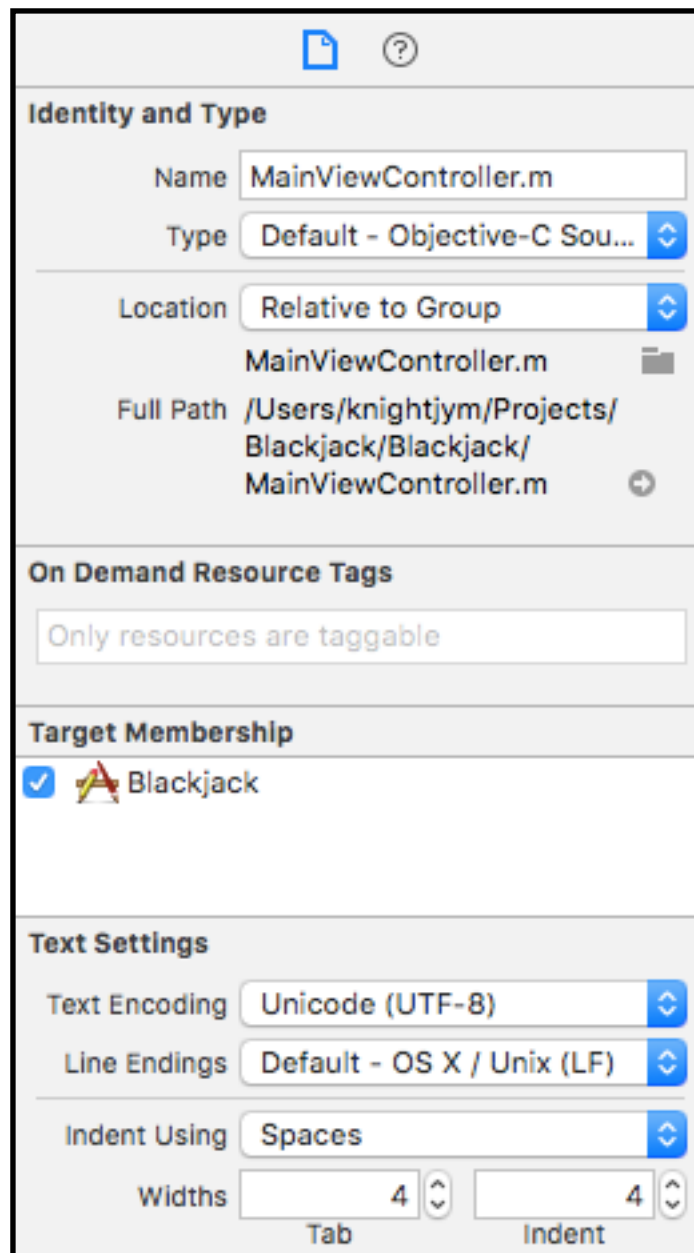 Identity and Type
Name MainViewController.m
Type Default - Objective-C Sou...
Location Relative to Group
MainViewController.m
Full Path /Users/knightjym/Projects/
Blackjack/Blackjack/
MainViewController.m
On Demand Resource Tags
Only resources are taggable
Target Membership
Blackjack
Text Settings
Text Encoding Unicode (UTF-8)
Line Endings Default - OS X / Unix (LF)
Indent Using Spaces
Widths 4 4
Tab Indent